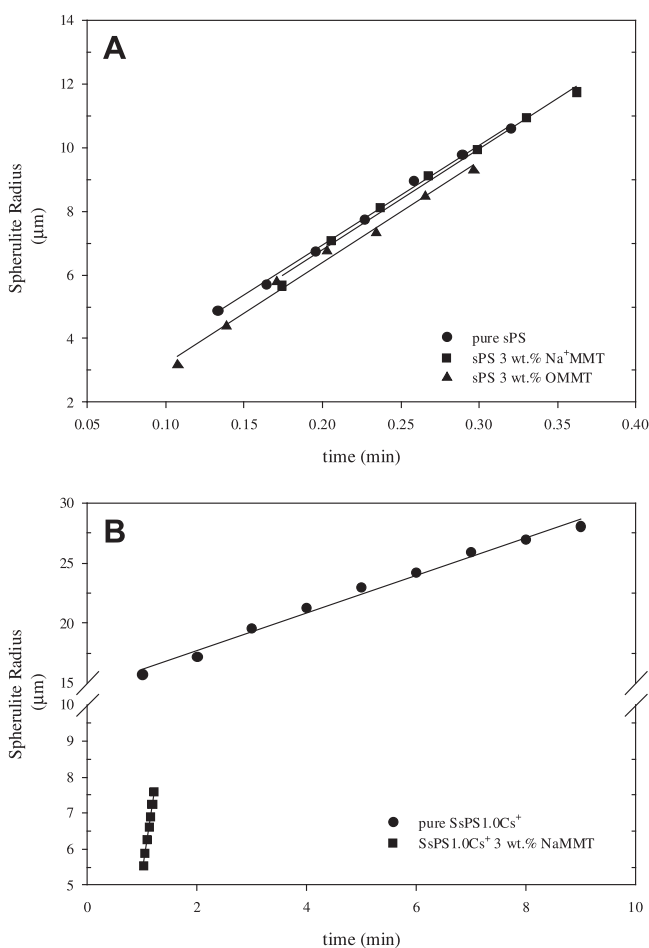 A
14
12
10
8
6
4
2
Spherulite Radius
(μm)
pure sPS
sPS 3 wt.% Na⁺MMT
sPS 3 wt.% OMMT
0.05 0.10 0.15 0.20 0.25 0.30 0.35 0.40
time (min)
B
30
25
20
15
10
9
8
7
6
5
Spherulite Radius
(μm)
pure SsPS1.0Cs⁺
SsPS1.0Cs⁺ 3 wt.% NaMMT
0 2 4 6 8 10
time (min)